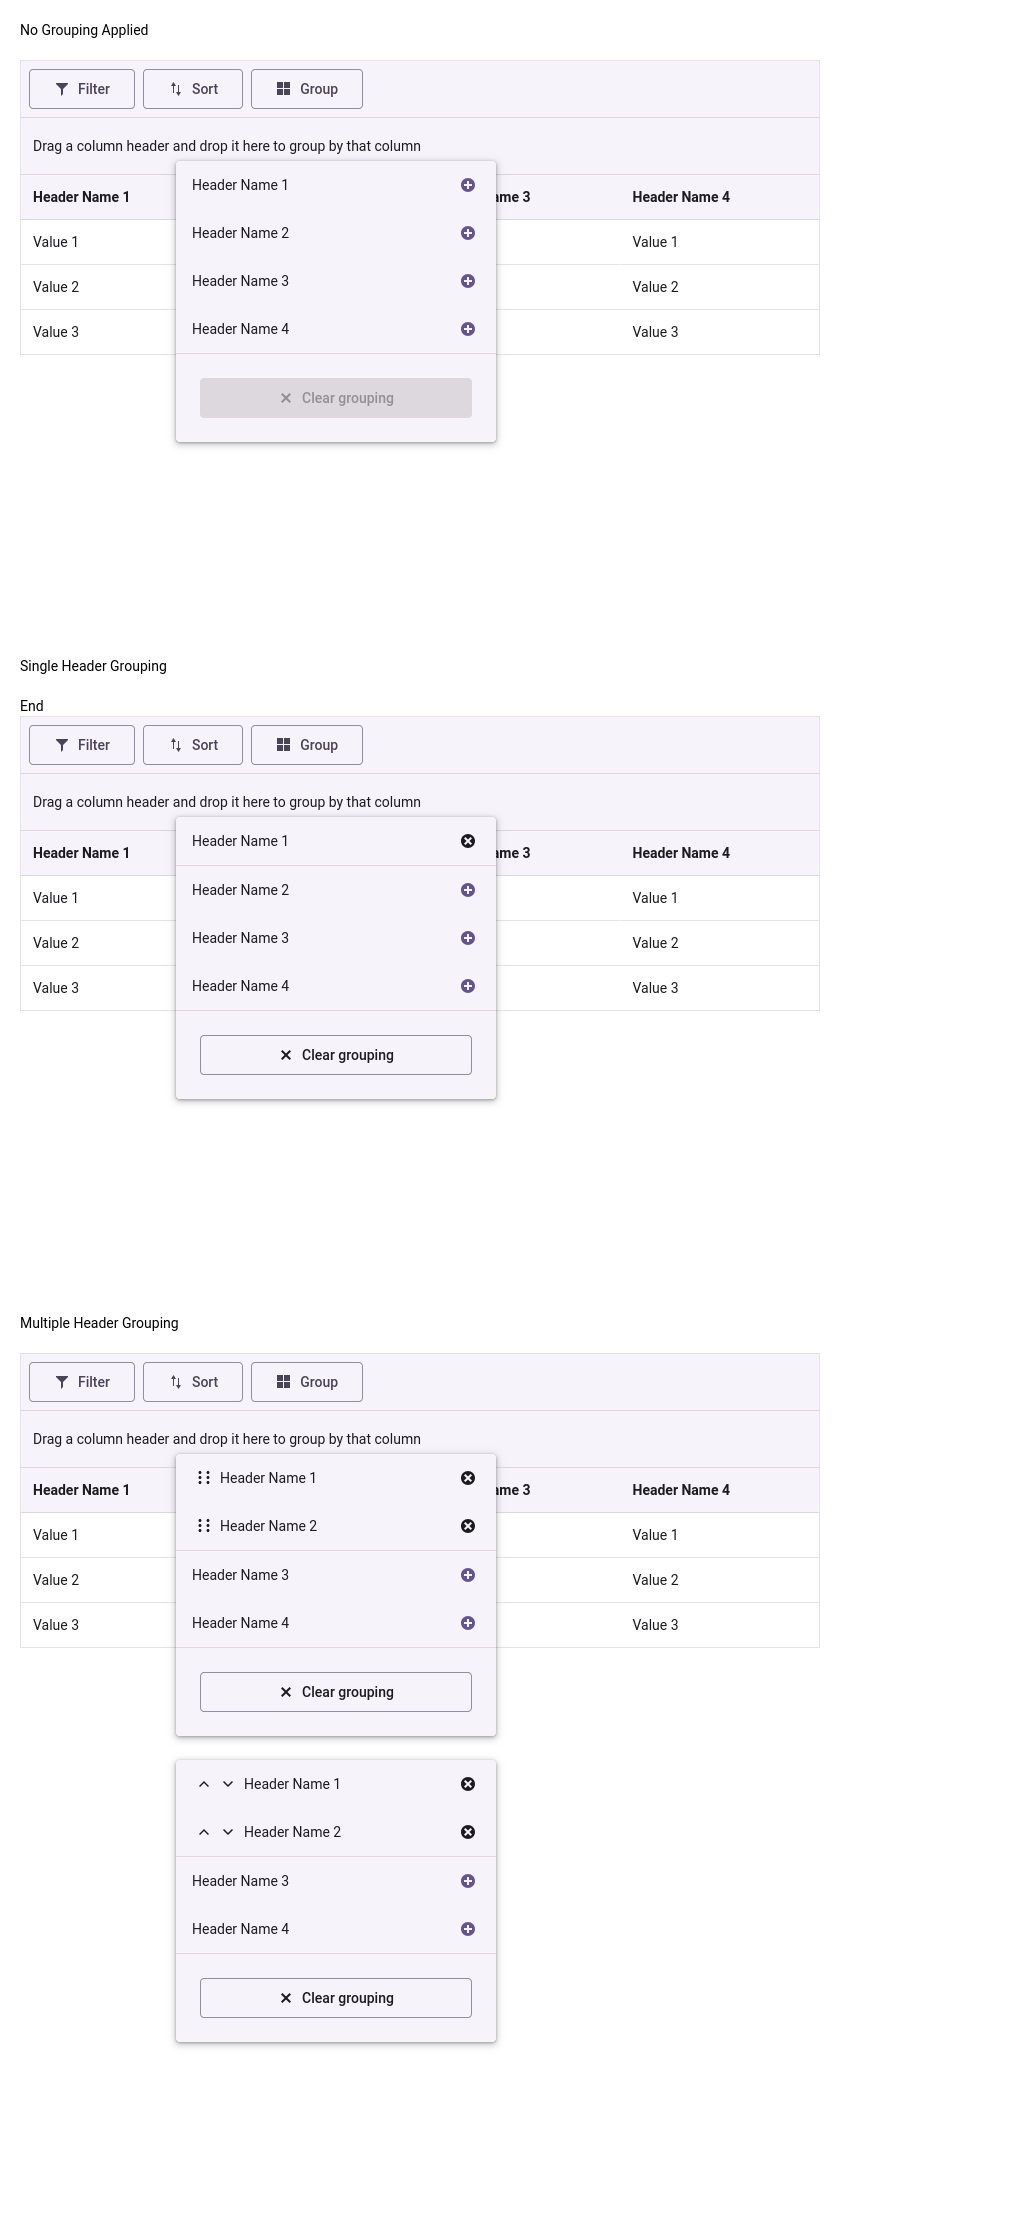 No Grouping Applied
Filter Sort Group
Drag a column header and drop it here to group by that column
Header Name 1 ame 3 Header Name 4
Header Name 1
Value 1 Value 1
Header Name 2
Value 2 Value 2
Header Name 3
Value 3 Value 3
Header Name 4
Clear grouping
Single Header Grouping
End
Filter Sort Group
Drag a column header and drop it here to group by that column
Header Name 1
Header Name 1 ame 3 Header Name 4
Header Name 2
Value 1 Value 1
Header Name 3
Value 2 Value 2
Header Name 4
Value 3 Value 3
Clear grouping
Multiple Header Grouping
Filter Sort Group
Drag a column header and drop it here to group by that column
Header Name 1
Header Name 1 ame 3 Header Name 4
Header Name 2
Value 1 Value 1
Header Name 3
Value 2 Value 2
Header Name 4
Value 3 Value 3
Clear grouping
Header Name 1
Header Name 2
Header Name 3
Header Name 4
Clear grouping